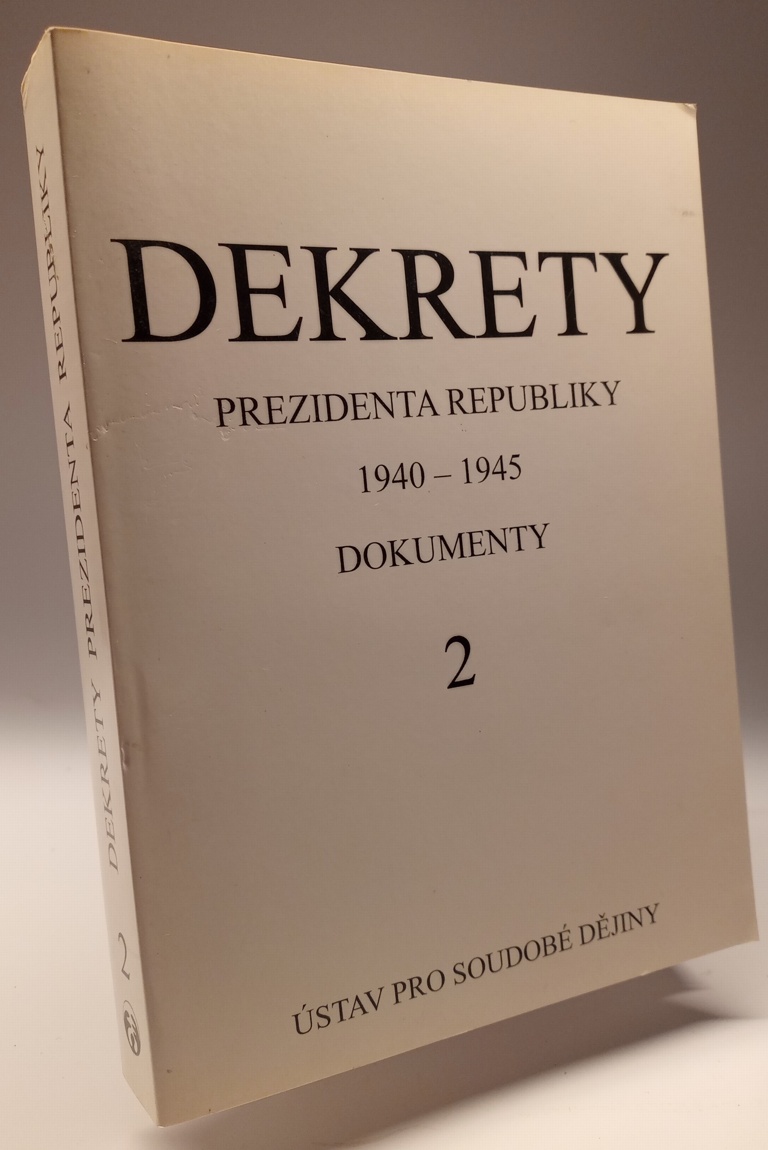 DEKRETY
PREZIDENTA REPUBLIKY
1940 – 1945
DOKUMENTY
2
ÚSTAV PRO SOUDOBÉ DĚJINY
DEKRETY PREZIDENTA REPUBLIKY
2